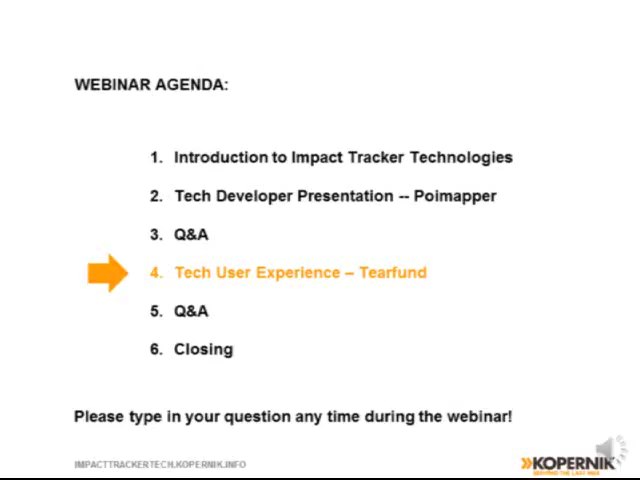 WEBINAR AGENDA:
1. Introduction to Impact Tracker Technologies
2. Tech Developer Presentation -- Poimapper
3. Q&A
4. Tech User Experience – Tearfund
5. Q&A
6. Closing
Please type in your question any time during the webinar!
IMPACTTRACKERTECH.KOPERNIK.INFO
KOPERNIK